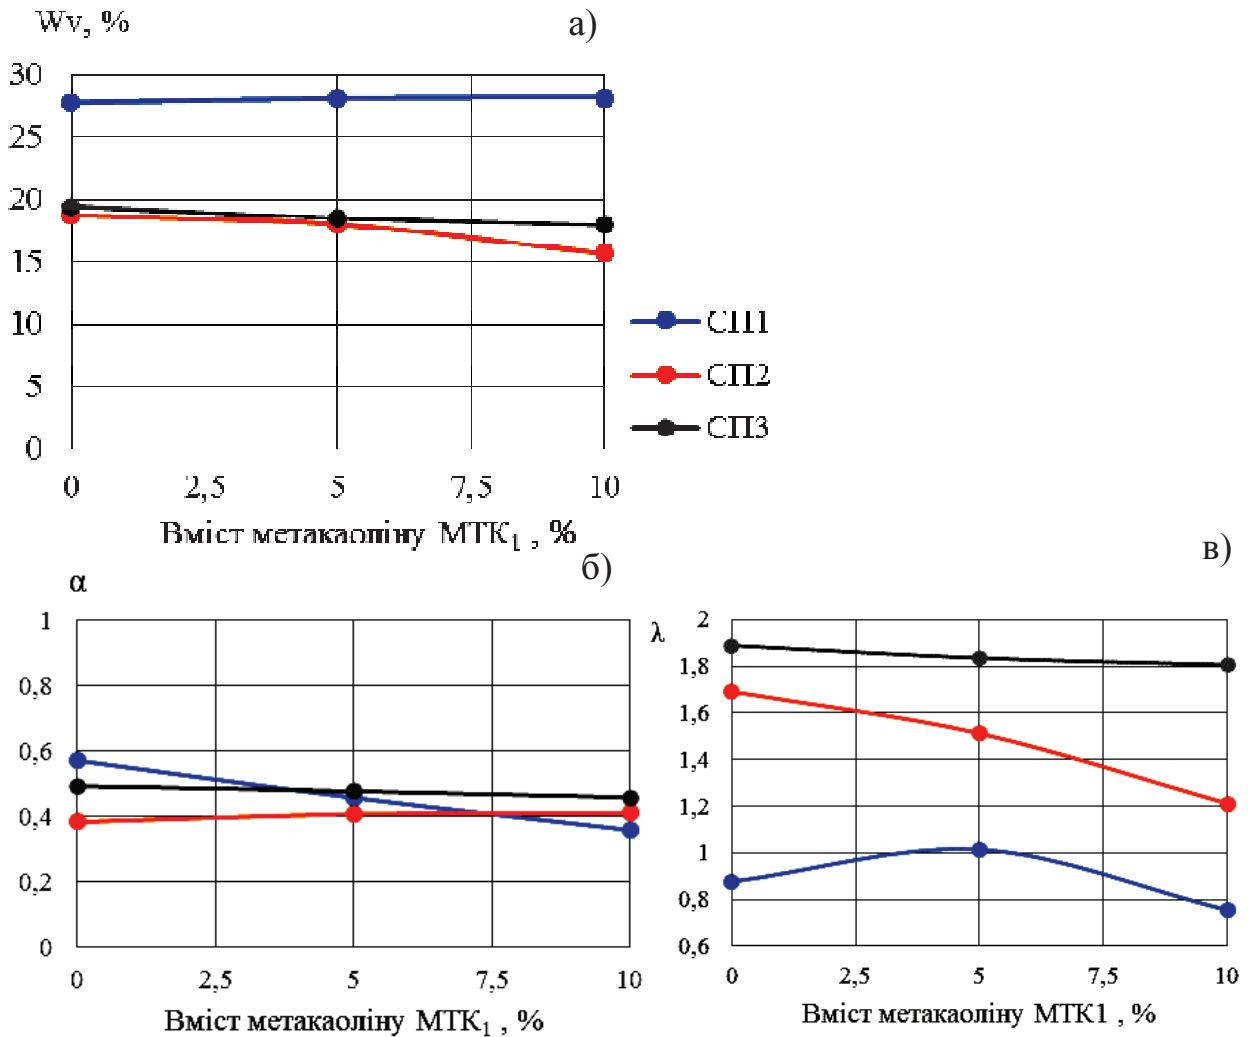 Wv, %
а)
30
25
20
15
10
5
0
0 2,5 5 7,5 10
Вміст метакаоліну МТК₁ , %
СП1
СП2
СП3
б)
α
1
0,8
0,6
0,4
0,2
0
0 2,5 5 7,5 10
Вміст метакаоліну МТК₁ , %
в)
λ
2
1,8
1,6
1,4
1,2
1
0,8
0,6
0 2,5 5 7,5 10
Вміст метакаоліну МТК1 , %